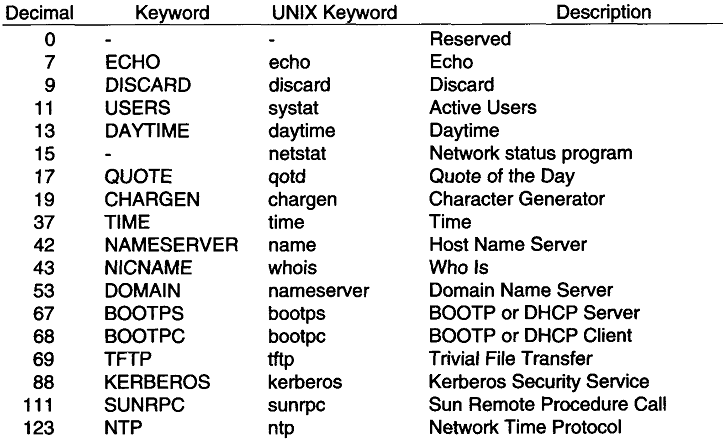 Decimal Keyword UNIX Keyword Description
0 - - Reserved
7 ECHO echo Echo
9 DISCARD discard Discard
11 USERS systat Active Users
13 DAYTIME daytime Daytime
15 - netstat Network status program
17 QUOTE qotd Quote of the Day
19 CHARGEN chargen Character Generator
37 TIME time Time
42 NAMESERVER name Host Name Server
43 NICNAME whois Who Is
53 DOMAIN nameserver Domain Name Server
67 BOOTPS bootps BOOTP or DHCP Server
68 BOOTPC bootpc BOOTP or DHCP Client
69 TFTP tftp Trivial File Transfer
88 KERBEROS kerberos Kerberos Security Service
111 SUNRPC sunrpc Sun Remote Procedure Call
123 NTP ntp Network Time Protocol